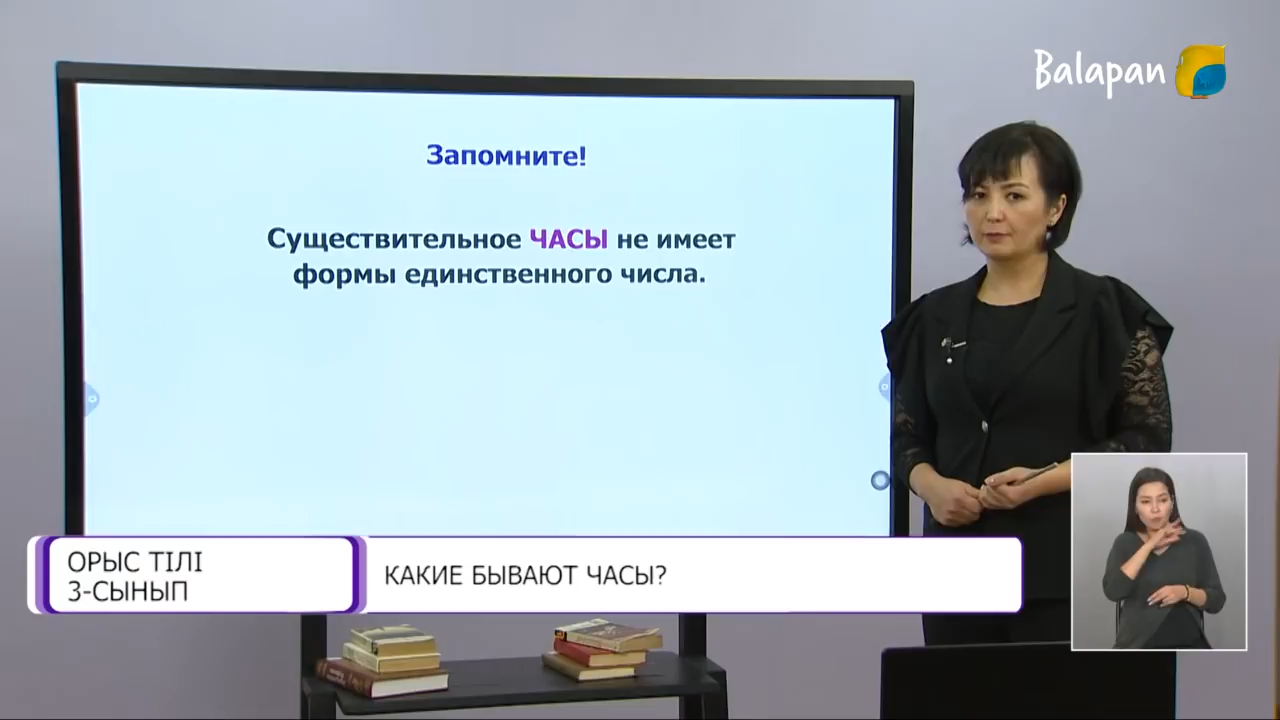 Balapan
Запомните!
Существительное ЧАСЫ не имеет
формы единственного числа.
ОРЫС ТІЛІ
3-СЫНЫП
КАКИЕ БЫВАЮТ ЧАСЫ?